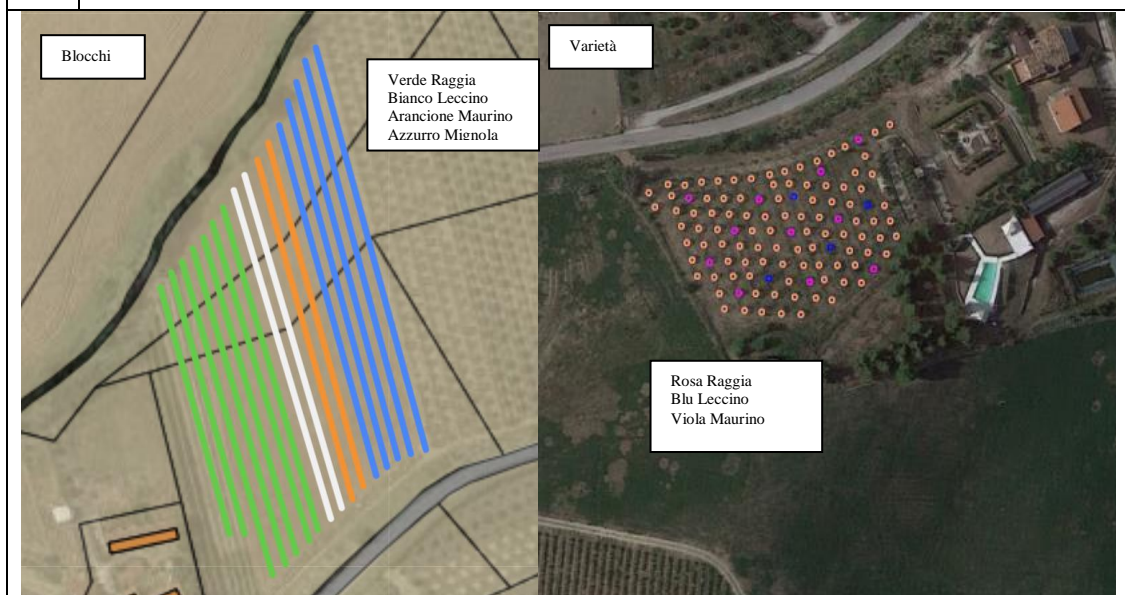 Blocchi
Verde Raggia
Bianco Leccino
Arancione Maurino
Azzurro Mignola
Varietà
Rosa Raggia
Blu Leccino
Viola Maurino